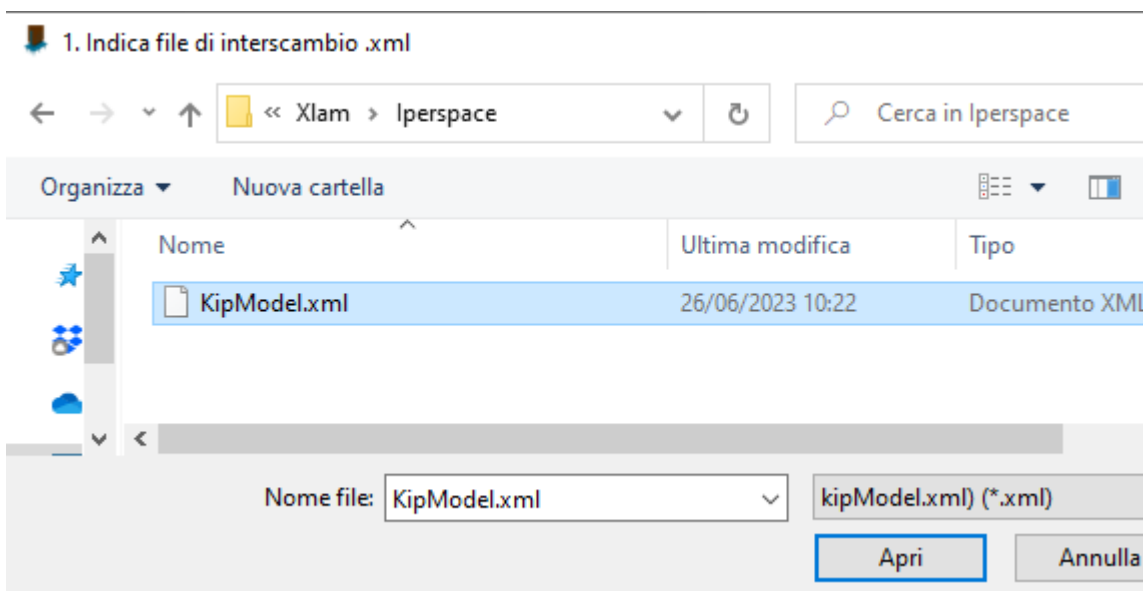 1. Indica file di interscambio .xml
« Xlam > Iperspace
Cerca in Iperspace
Organizza
Nuova cartella
Nome
Ultima modifica
Tipo
KipModel.xml
26/06/2023 10:22
Documento XML
Nome file:
KipModel.xml
kipModel.xml) (*.xml)
Apri
Annulla